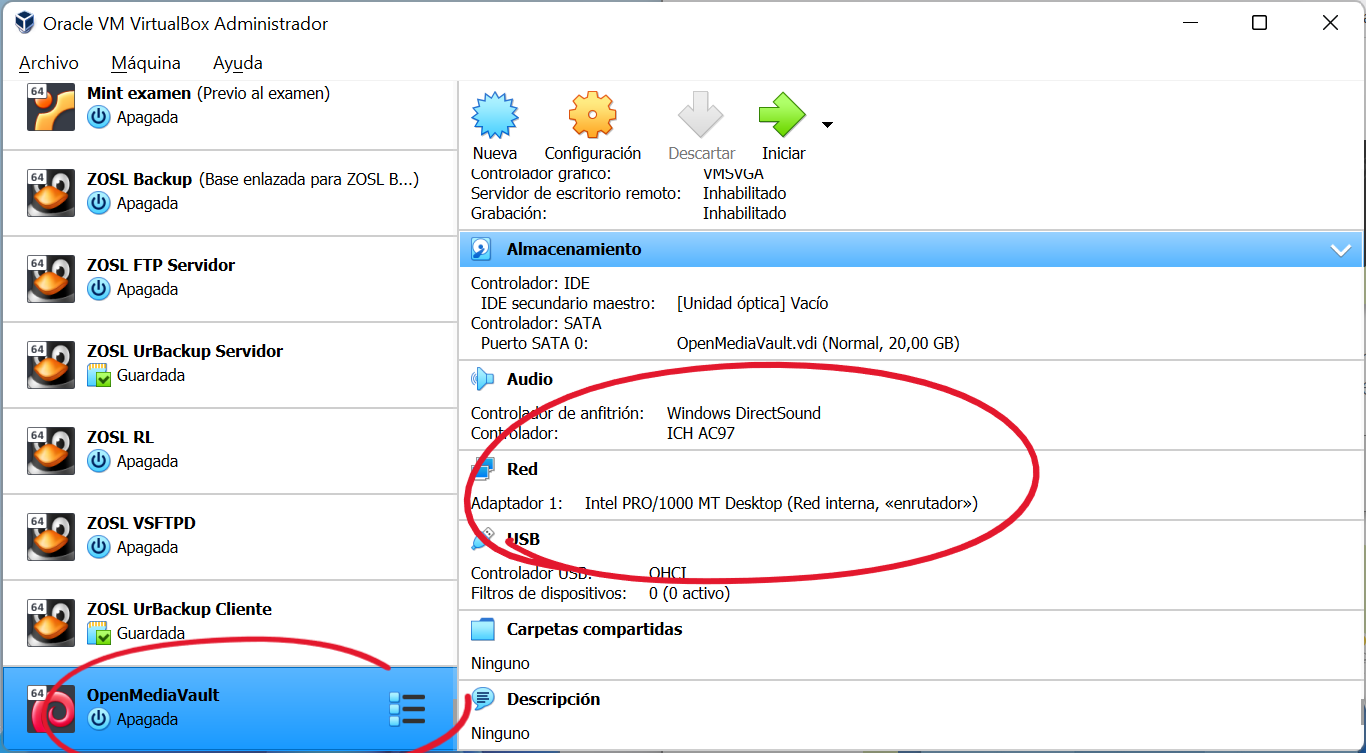 Oracle VM VirtualBox Administrador
Archivo Máquina Ayuda
64
Mint examen (Previo al examen)
Apagada
64
ZOSL Backup (Base enlazada para ZOSL B...)
Apagada
64
ZOSL FTP Servidor
Apagada
64
ZOSL UrBackup Servidor
Guardada
64
ZOSL RL
Apagada
64
ZOSL VSFTPD
Apagada
64
ZOSL UrBackup Cliente
Guardada
64
OpenMediaVault
Apagada
Nueva Configuración Descartar Iniciar
Controlador gráfico: VMSVGA
Servidor de escritorio remoto: Inhabilitado
Grabación: Inhabilitado
Almacenamiento
Controlador: IDE
IDE secundario maestro: [Unidad óptica] Vacío
Controlador: SATA
Puerto SATA 0: OpenMediaVault.vdi (Normal, 20,00 GB)
Audio
Controlador de anfitrión: Windows DirectSound
Controlador: ICH AC97
Red
Adaptador 1: Intel PRO/1000 MT Desktop (Red interna, «enrutador»)
USB
Controlador USB: OHCI
Filtros de dispositivos: 0 (0 activo)
Carpetas compartidas
Ninguno
Descripción
Ninguno